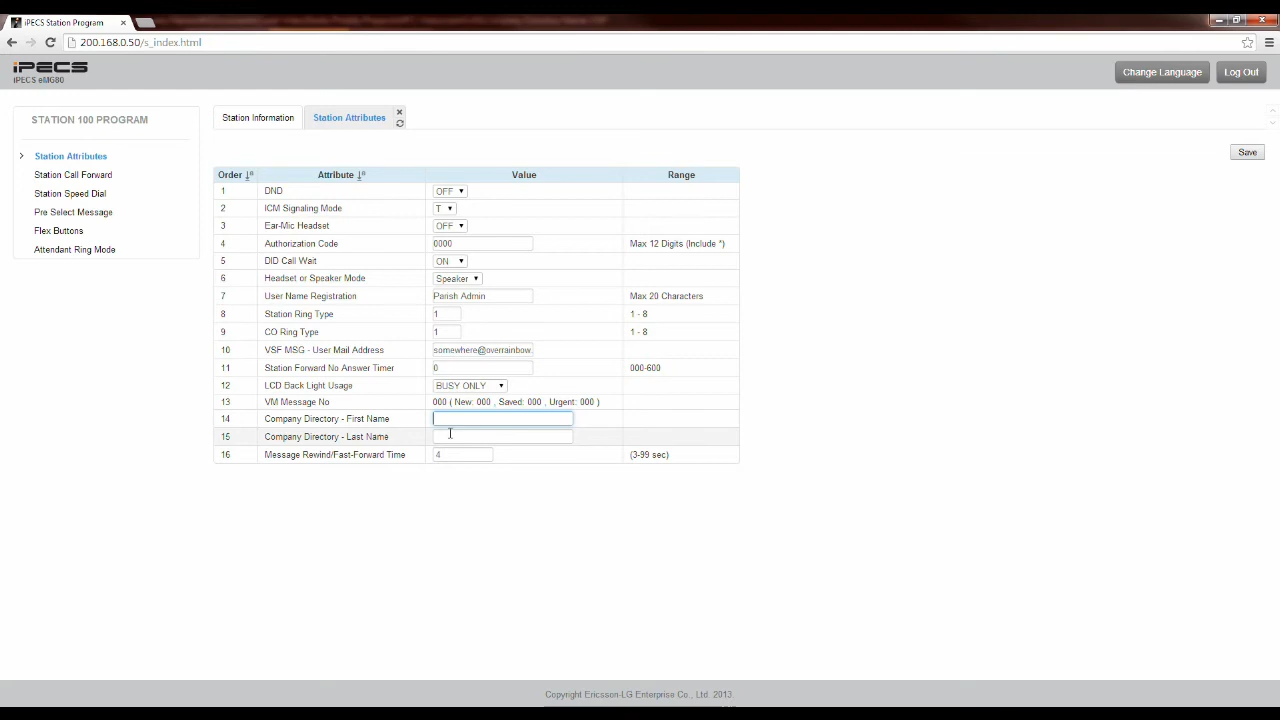 iPECS Station Program
200.168.0.50/s_index.html
iPECS
iPECS eMG80
Change Language
Log Out
STATION 100 PROGRAM
Station Attributes
Station Call Forward
Station Speed Dial
Pre Select Message
Flex Buttons
Attendant Ring Mode
Station Information
Station Attributes
Save
Order Attribute Value Range
1 DND OFF
2 ICM Signaling Mode T
3 Ear-Mic Headset OFF
4 Authorization Code 0000 Max 12 Digits (Include *)
5 DID Call Wait ON
6 Headset or Speaker Mode Speaker
7 User Name Registration Parish Admin Max 20 Characters
8 Station Ring Type 1 1 - 8
9 CO Ring Type 1 1 - 8
10 VSF MSG - User Mail Address somewhere@overrainbow.
11 Station Forward No Answer Timer 0 000-600
12 LCD Back Light Usage BUSY ONLY
13 VM Message No 000 ( New: 000 , Saved: 000 , Urgent: 000 )
14 Company Directory - First Name
15 Company Directory - Last Name
16 Message Rewind/Fast-Forward Time 4 (3-99 sec)
Copyright Ericsson-LG Enterprise Co., Ltd. 2013.